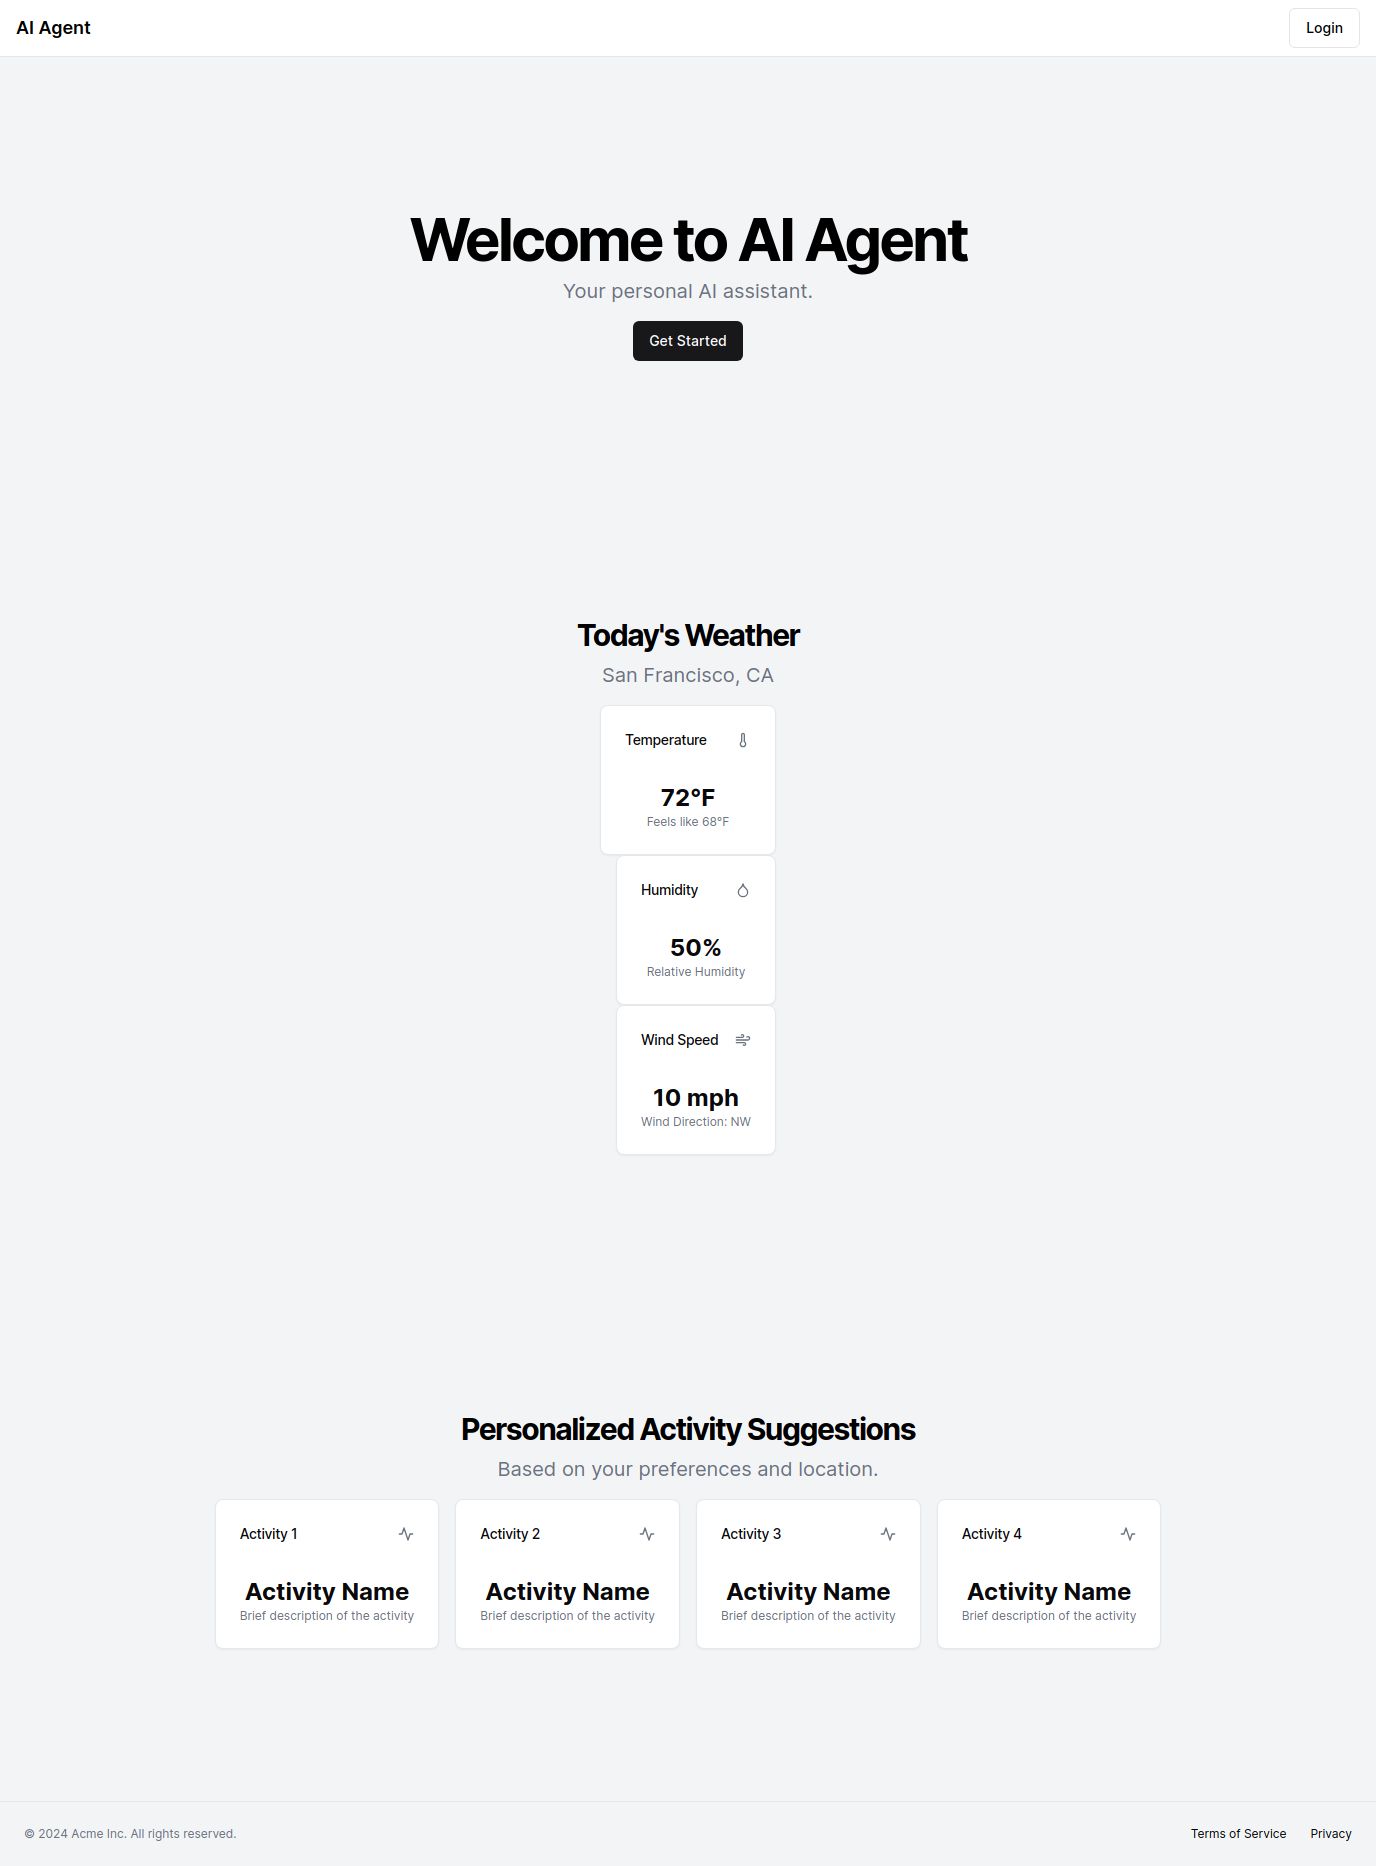 AI Agent
Login
Welcome to AI Agent
Your personal AI assistant.
Get Started
Today's Weather
San Francisco, CA
Temperature
72°F
Feels like 68°F
Humidity
50%
Relative Humidity
Wind Speed
10 mph
Wind Direction: NW
Personalized Activity Suggestions
Based on your preferences and location.
Activity 1
Activity Name
Brief description of the activity
Activity 2
Activity Name
Brief description of the activity
Activity 3
Activity Name
Brief description of the activity
Activity 4
Activity Name
Brief description of the activity
© 2024 Acme Inc. All rights reserved.
Terms of Service
Privacy